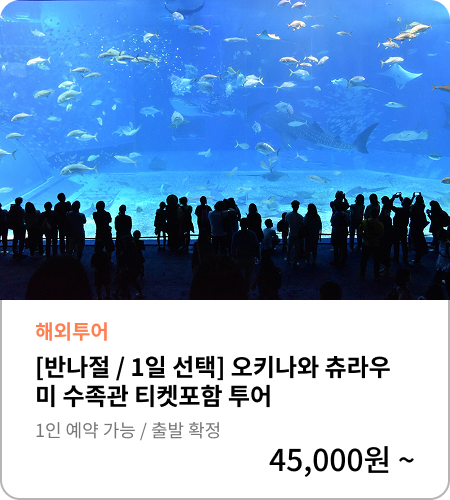 해외투어
[반나절 / 1일 선택] 오키나와 츄라우
미 수족관 티켓포함 투어
1인 예약 가능 / 출발 확정
45,000원 ~